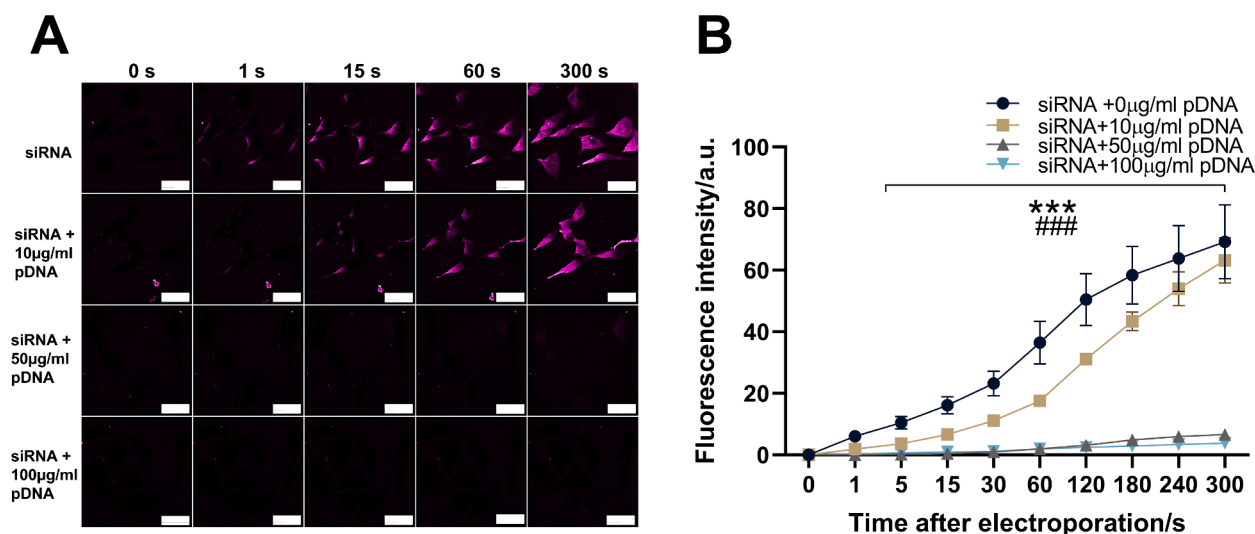 A
0 s 1 s 15 s 60 s 300 s
siRNA
siRNA +
10µg/ml
pDNA
siRNA +
50µg/ml
pDNA
siRNA +
100µg/ml
pDNA
B
siRNA +0µg/ml pDNA
siRNA+10µg/ml pDNA
siRNA+50µg/ml pDNA
siRNA+100µg/ml pDNA
***
###
Fluorescence intensity/a.u.
100
80
60
40
20
0
0 1 5 15 30 60 120 180 240 300
Time after electroporation/s